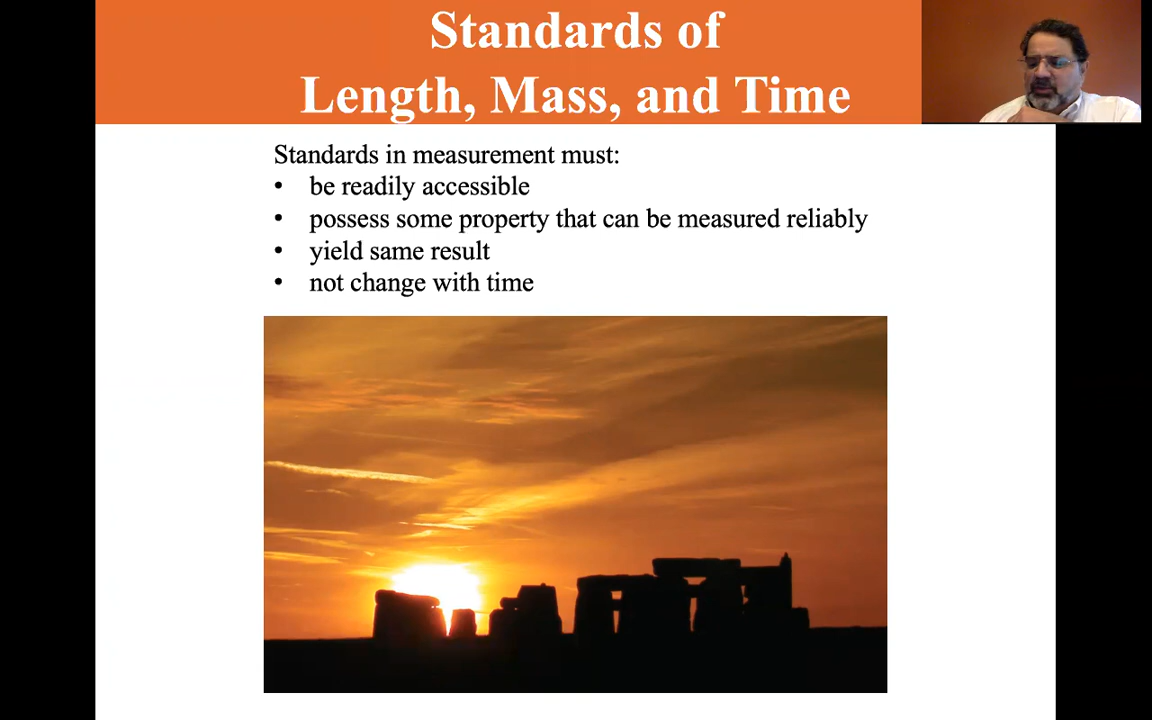 Standards of
Length, Mass, and Time
Standards in measurement must:
• be readily accessible
• possess some property that can be measured reliably
• yield same result
• not change with time